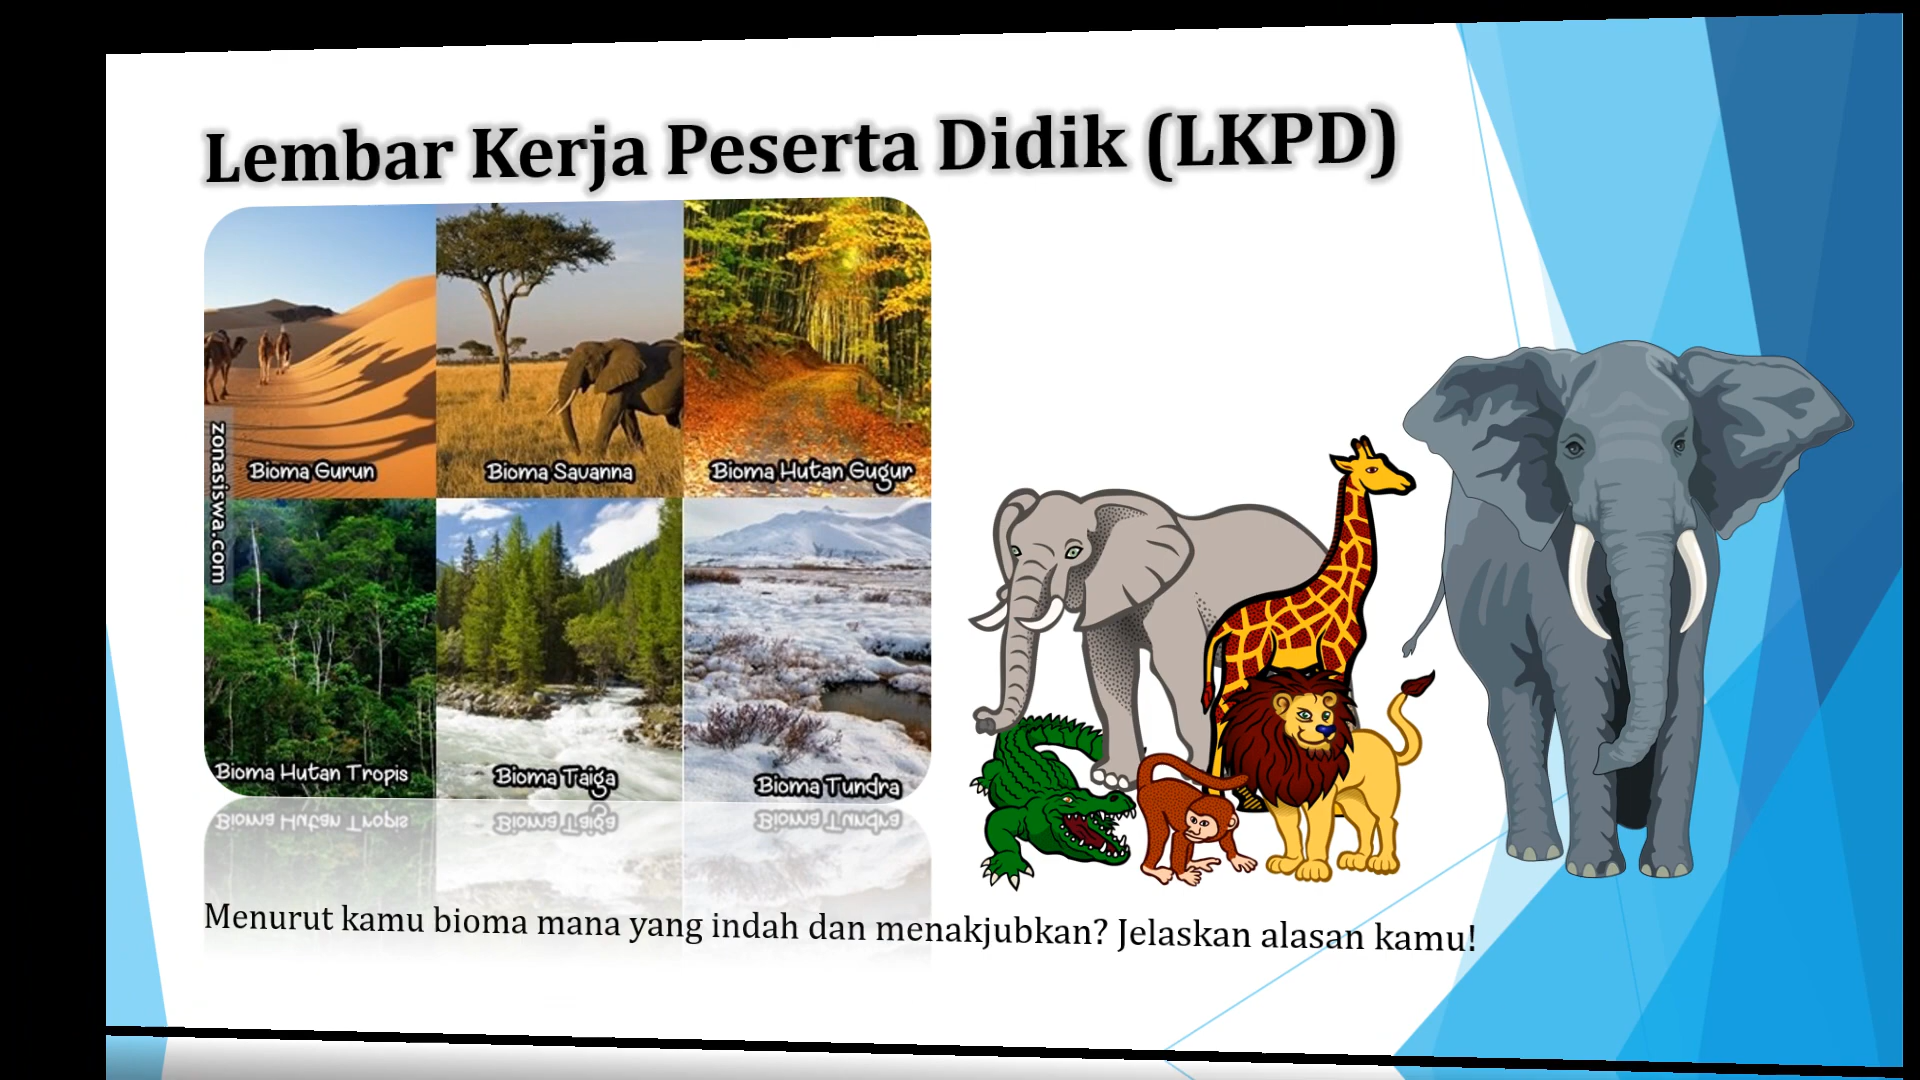 Lembar Kerja Peserta Didik (LKPD)
Bioma Gurun
Bioma Savanna
Bioma Hutan Gugur
zonasiswa.com
Bioma Hutan Tropis
Bioma Taiga
Bioma Tundra
Menurut kamu bioma mana yang indah dan menakjubkan? Jelaskan alasan kamu!